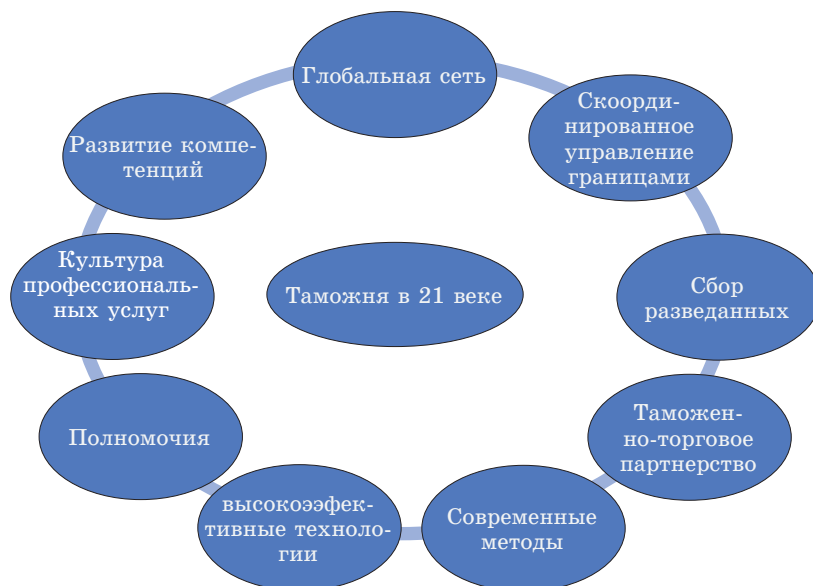 Глобальная сеть
Скоорди-
нированное
управление
границами
Сбор
разведанных
Таможен-
но-торговое
партнерство
Современные
методы
высокоээфек-
тивные техноло-
гии
Полномочия
Культура
профессиональ-
ных услуг
Развитие компе-
тенций
Таможня в 21 веке